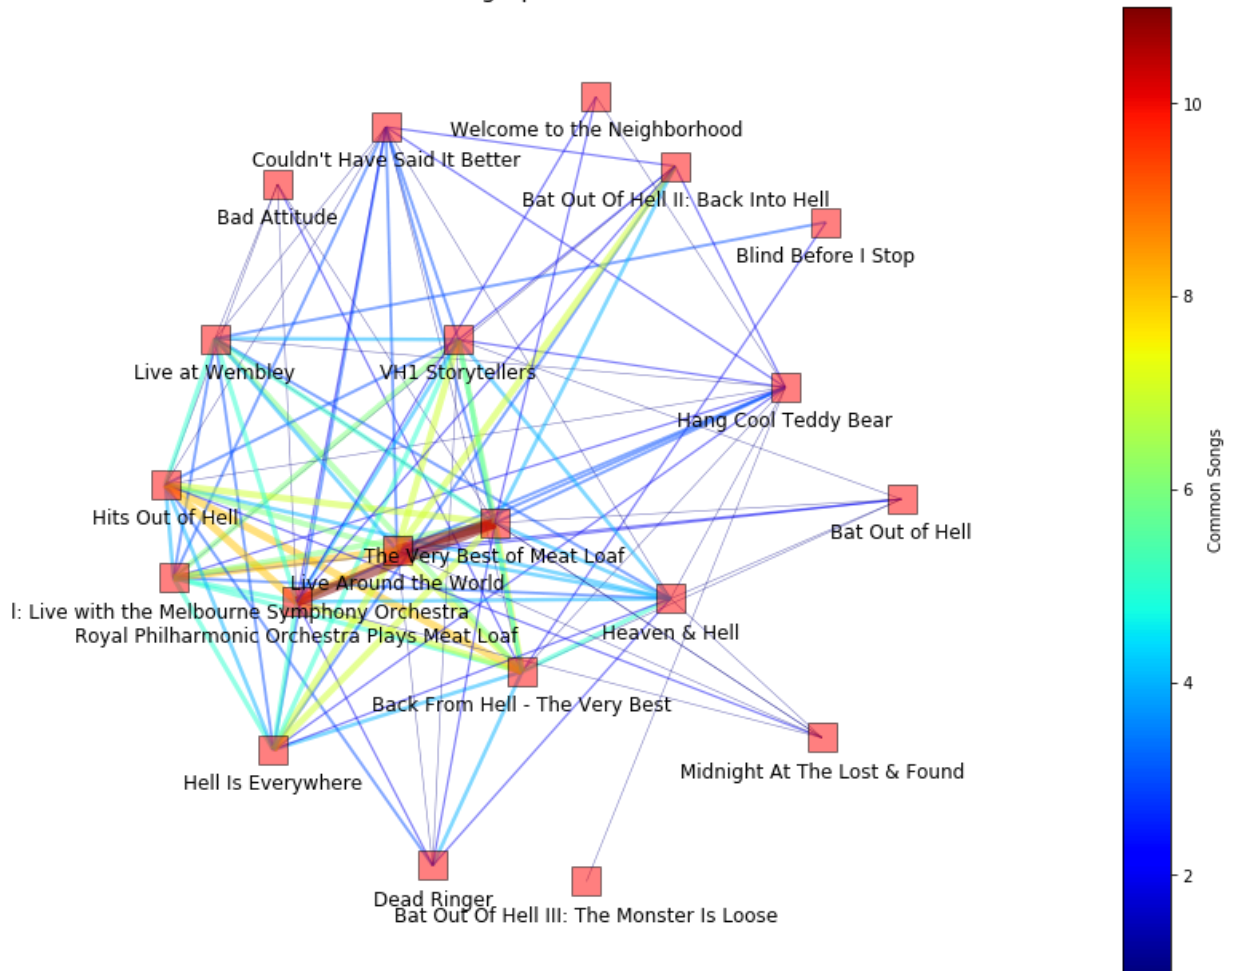 Welcome to the Neighborhood
Couldn't Have Said It Better
Bat Out Of Hell II: Back Into Hell
Bad Attitude
Blind Before I Stop
Live at Wembley
VH1 Storytellers
Hang Cool Teddy Bear
Hits Out of Hell
Bat Out of Hell
The Very Best of Meat Loaf
Live Around the World
l: Live with the Melbourne Symphony Orchestra
Royal Philharmonic Orchestra Plays Meat Loaf
Heaven & Hell
Back From Hell - The Very Best
Midnight At The Lost & Found
Hell Is Everywhere
Dead Ringer
Bat Out Of Hell III: The Monster Is Loose
10
8
6
4
2
Common Songs